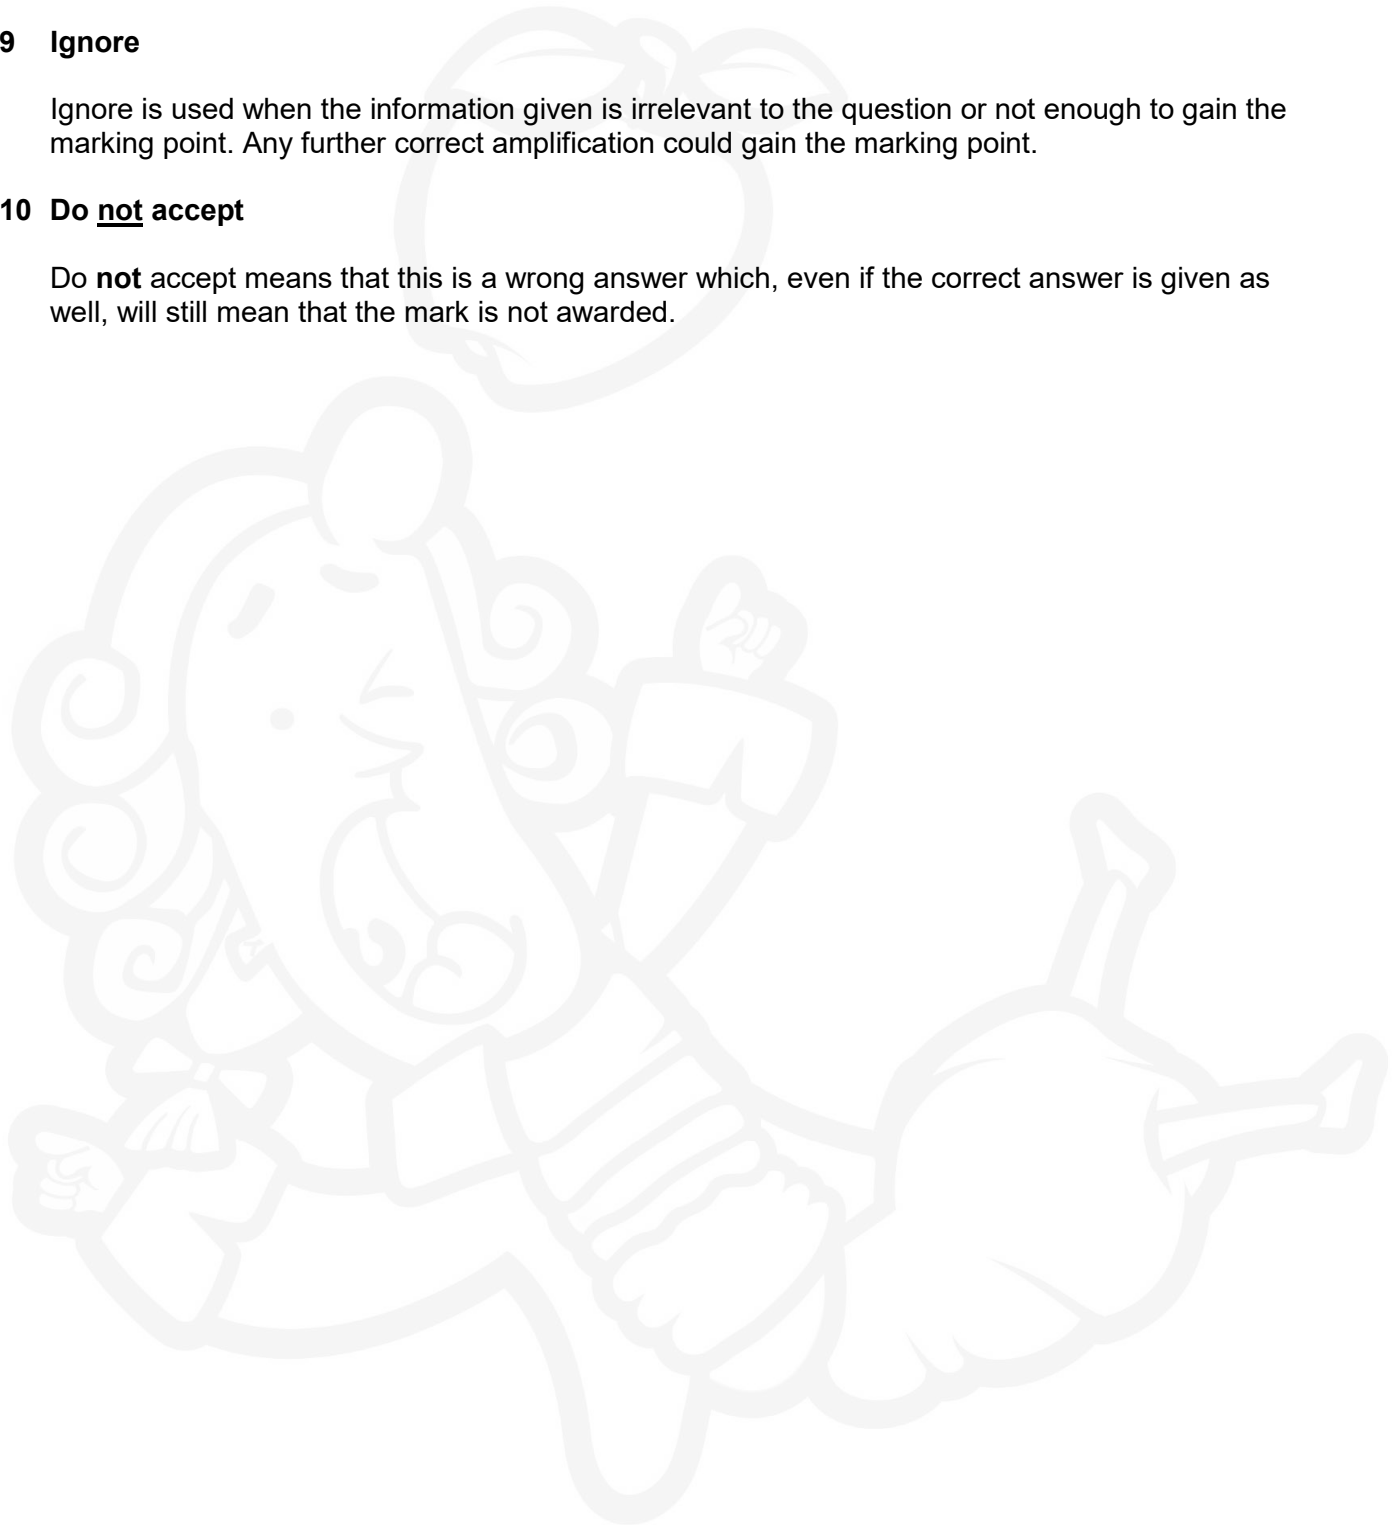 9 Ignore
Ignore is used when the information given is irrelevant to the question or not enough to gain the
marking point. Any further correct amplification could gain the marking point.
10 Do not accept
Do not accept means that this is a wrong answer which, even if the correct answer is given as
well, will still mean that the mark is not awarded.